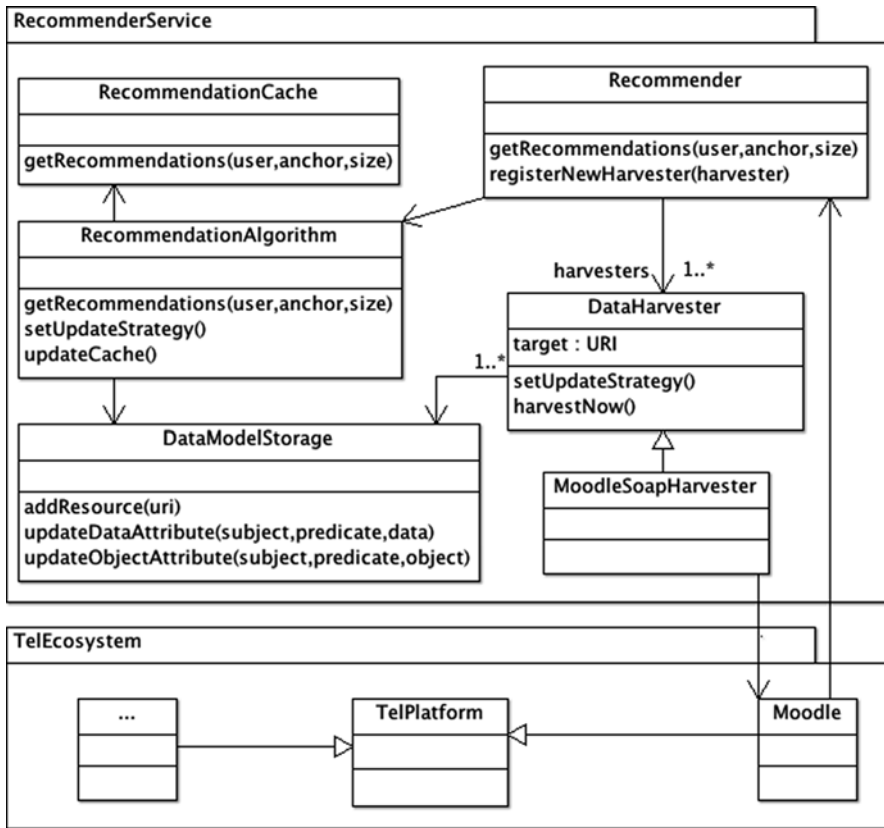 RecommenderService
RecommendationCache
getRecommendations(user,anchor,size)
Recommender
getRecommendations(user,anchor,size)
registerNewHarvester(harvester)
RecommendationAlgorithm
getRecommendations(user,anchor,size)
setUpdateStrategy()
updateCache()
harvesters 1..*
DataHarvester
target : URI
setUpdateStrategy()
harvestNow()
1..*
DataModelStorage
addResource(uri)
updateDataAttribute(subject,predicate,data)
updateObjectAttribute(subject,predicate,object)
MoodleSoapHarvester
TelEcosystem
...
TelPlatform
Moodle